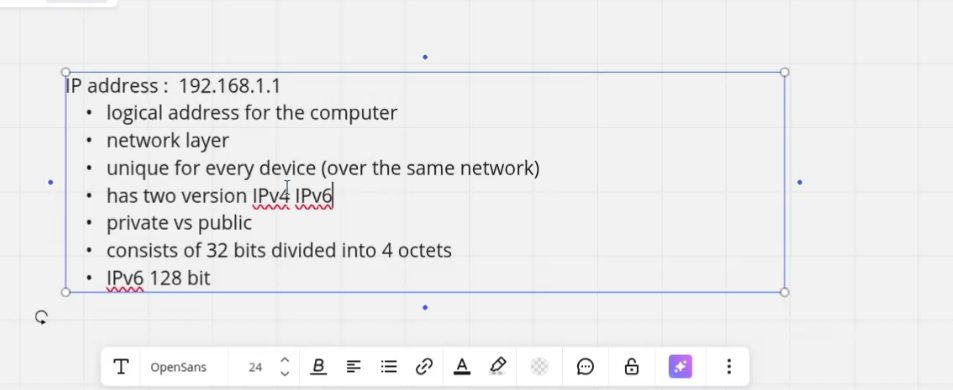 IP address :  192.168.1.1
• logical address for the computer
• network layer
• unique for every device (over the same network)
• has two version IPv4 IPv6
• private vs public
• consists of 32 bits divided into 4 octets
• IPv6 128 bit
T OpenSans 24 B A